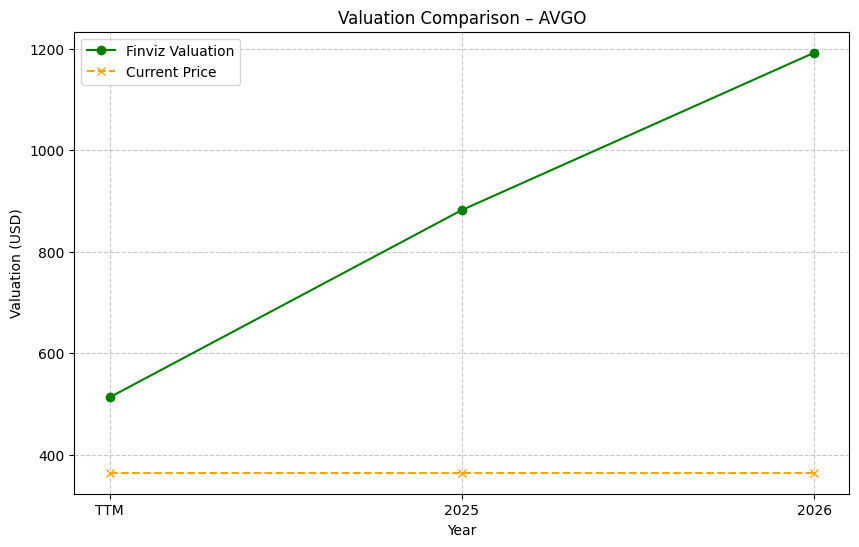 Valuation Comparison – AVGO
Finviz Valuation
Current Price
1200
1000
800
600
400
Valuation (USD)
TTM
2025
2026
Year